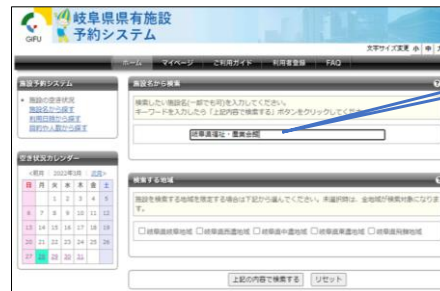 岐阜県県有施設
予約システム
GIFU
文字サイズ変更 小 中
ホーム マイページ ご利用ガイド 利用者登録 FAQ
施設予約システム
施設の空き状況
施設名から探す
利用日時から探す
目的や人数から探す
空き状況カレンダー
<前月 2022年3月 次月>
日 月 火 水 木 金 土
1 2 3 4 5
6 7 8 9 10 11 12
13 14 15 16 17 18 19
20 21 22 23 24 25 26
27 28 29 30 31
施設名から検索
検索したい施設名(一部でも可)を入力してください。
キーワードを入力したら「上記内容で検索する」ボタンをクリックしてくだ
岐阜県福祉・農業会館
検索する地域
施設を検索する地域を限定する場合は下記から選んでください。未選択時は、全地域が検索対象になりま
す。
岐阜県岐阜地域 岐阜県西濃地域 岐阜県中濃地域 岐阜県東濃地域 岐阜県飛騨地域
上記の内容で検索する リセット